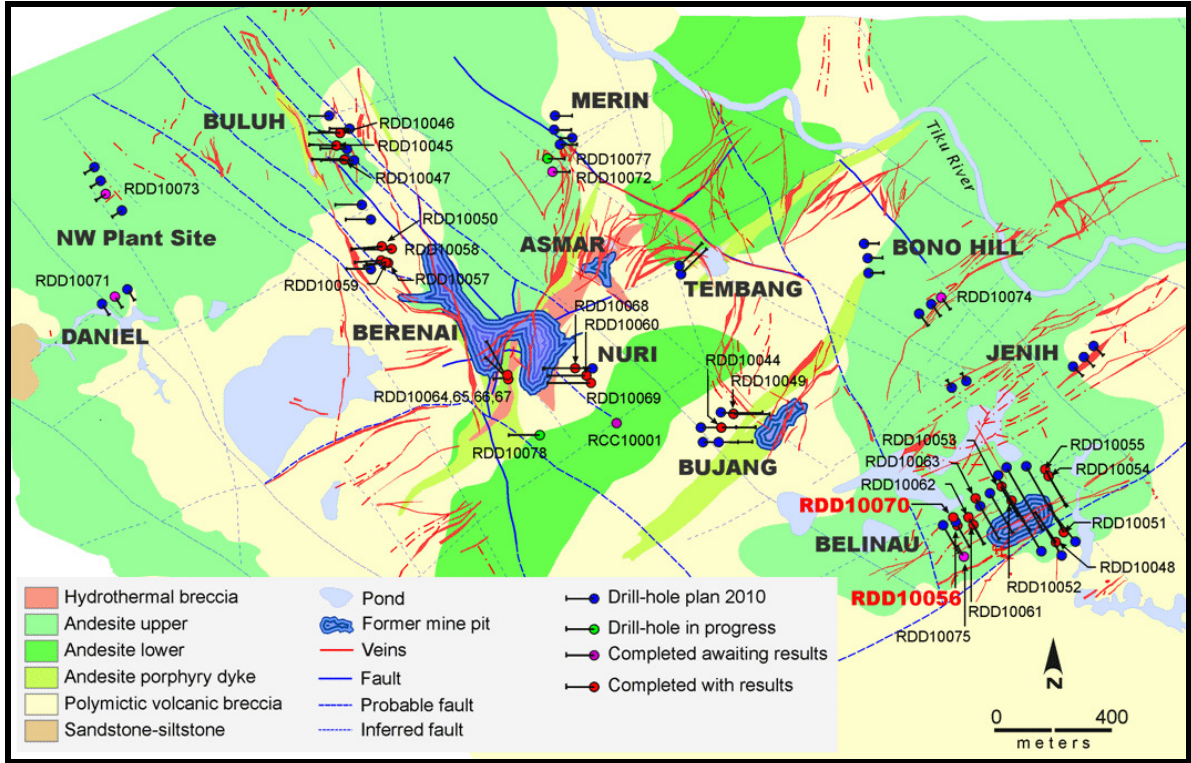 MERIN
BULUH
RDD10046
RDD10045
RDD10047
RDD10077
RDD10072
Tiku River
RDD10073
RDD10050
NW Plant Site
RDD10058
ASMAR
BONO HILL
RDD10071
RDD10059
RDD10057
TEMBANG
RDD10074
DANIEL
BERENAI
RDD10068
RDD10060
NURI
JENIH
RDD10044
RDD10049
RDD10064,65,66,67
RDD10069
RDD10078
RCC10001
BUJANG
RDD10053
RDD10055
RDD10063
RDD10054
RDD10062
RDD10070
RDD10051
BELINAU
RDD10048
RDD10052
RDD10056
RDD10061
RDD10075
Hydrothermal breccia
Andesite upper
Andesite lower
Andesite porphyry dyke
Polymictic volcanic breccia
Sandstone-siltstone
Pond
Former mine pit
Veins
Fault
Probable fault
Inferred fault
Drill-hole plan 2010
Drill-hole in progress
Completed awaiting results
Completed with results
N
0 400
meters